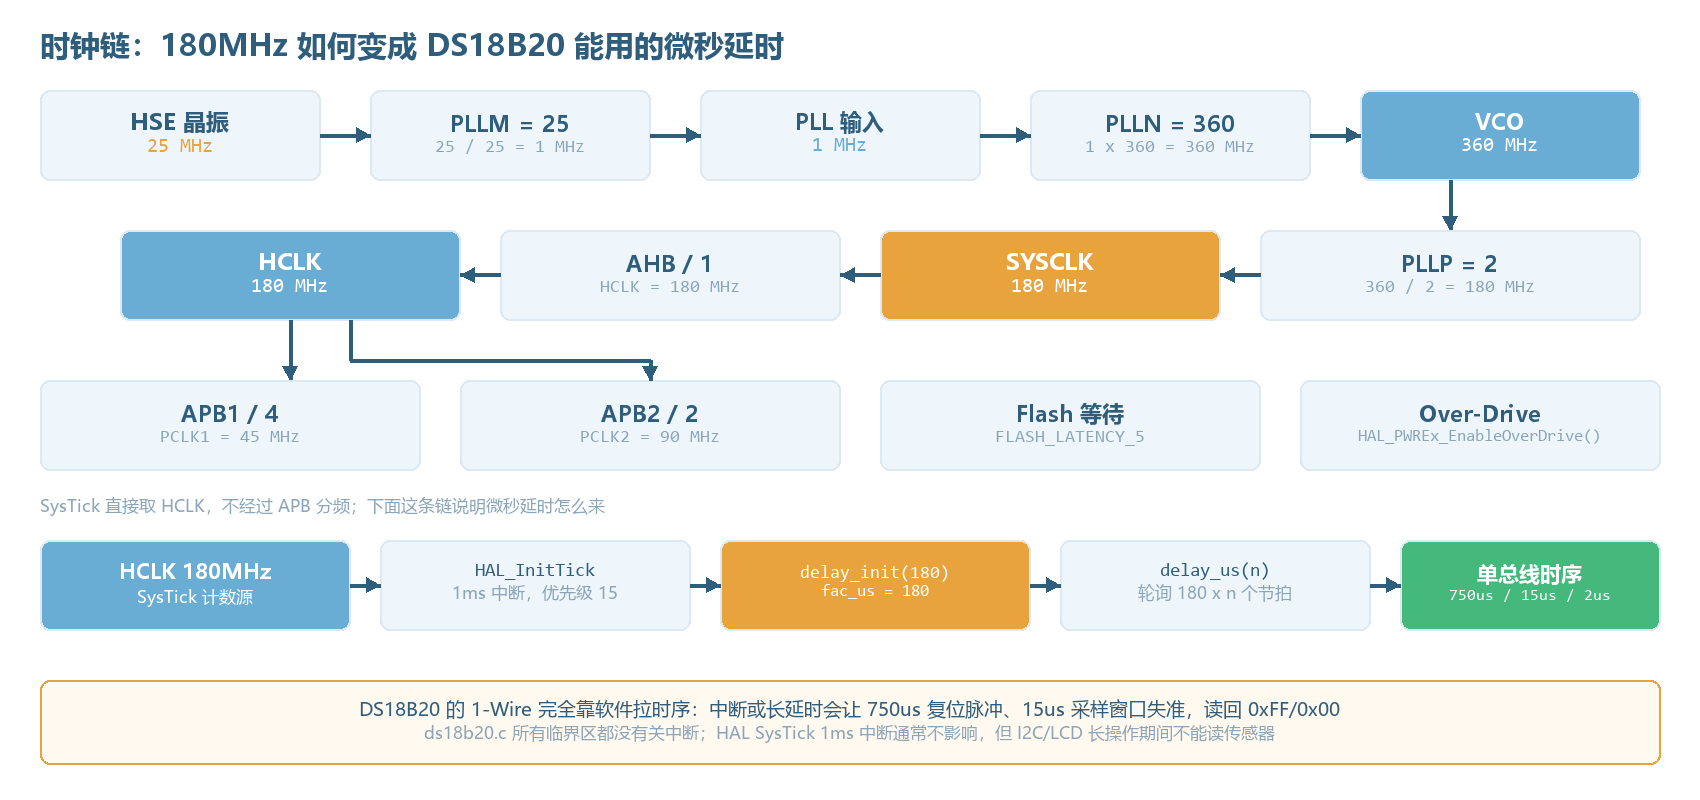 时钟链：180MHz 如何变成 DS18B20 能用的微秒延时
HSE 晶振
25 MHz
PLLM = 25
25 / 25 = 1 MHz
PLL 输入
1 MHz
PLLN = 360
1 x 360 = 360 MHz
VCO
360 MHz
HCLK
180 MHz
AHB / 1
HCLK = 180 MHz
SYSCLK
180 MHz
PLLP = 2
360 / 2 = 180 MHz
APB1 / 4
PCLK1 = 45 MHz
APB2 / 2
PCLK2 = 90 MHz
Flash 等待
FLASH_LATENCY_5
Over-Drive
HAL_PWREx_EnableOverDrive()
SysTick 直接取 HCLK，不经过 APB 分频；下面这条链说明微秒延时怎么来
HCLK 180MHz
SysTick 计数源
HAL_InitTick
1ms 中断，优先级 15
delay_init(180)
fac_us = 180
delay_us(n)
轮询 180 x n 个节拍
单总线时序
750us / 15us / 2us
DS18B20 的 1-Wire 完全靠软件拉时序：中断或长延时会让 750us 复位脉冲、15us 采样窗口失准，读回 0xFF/0x00
ds18b20.c 所有临界区都没有关中断；HAL SysTick 1ms 中断通常不影响，但 I2C/LCD 长操作期间不能读传感器